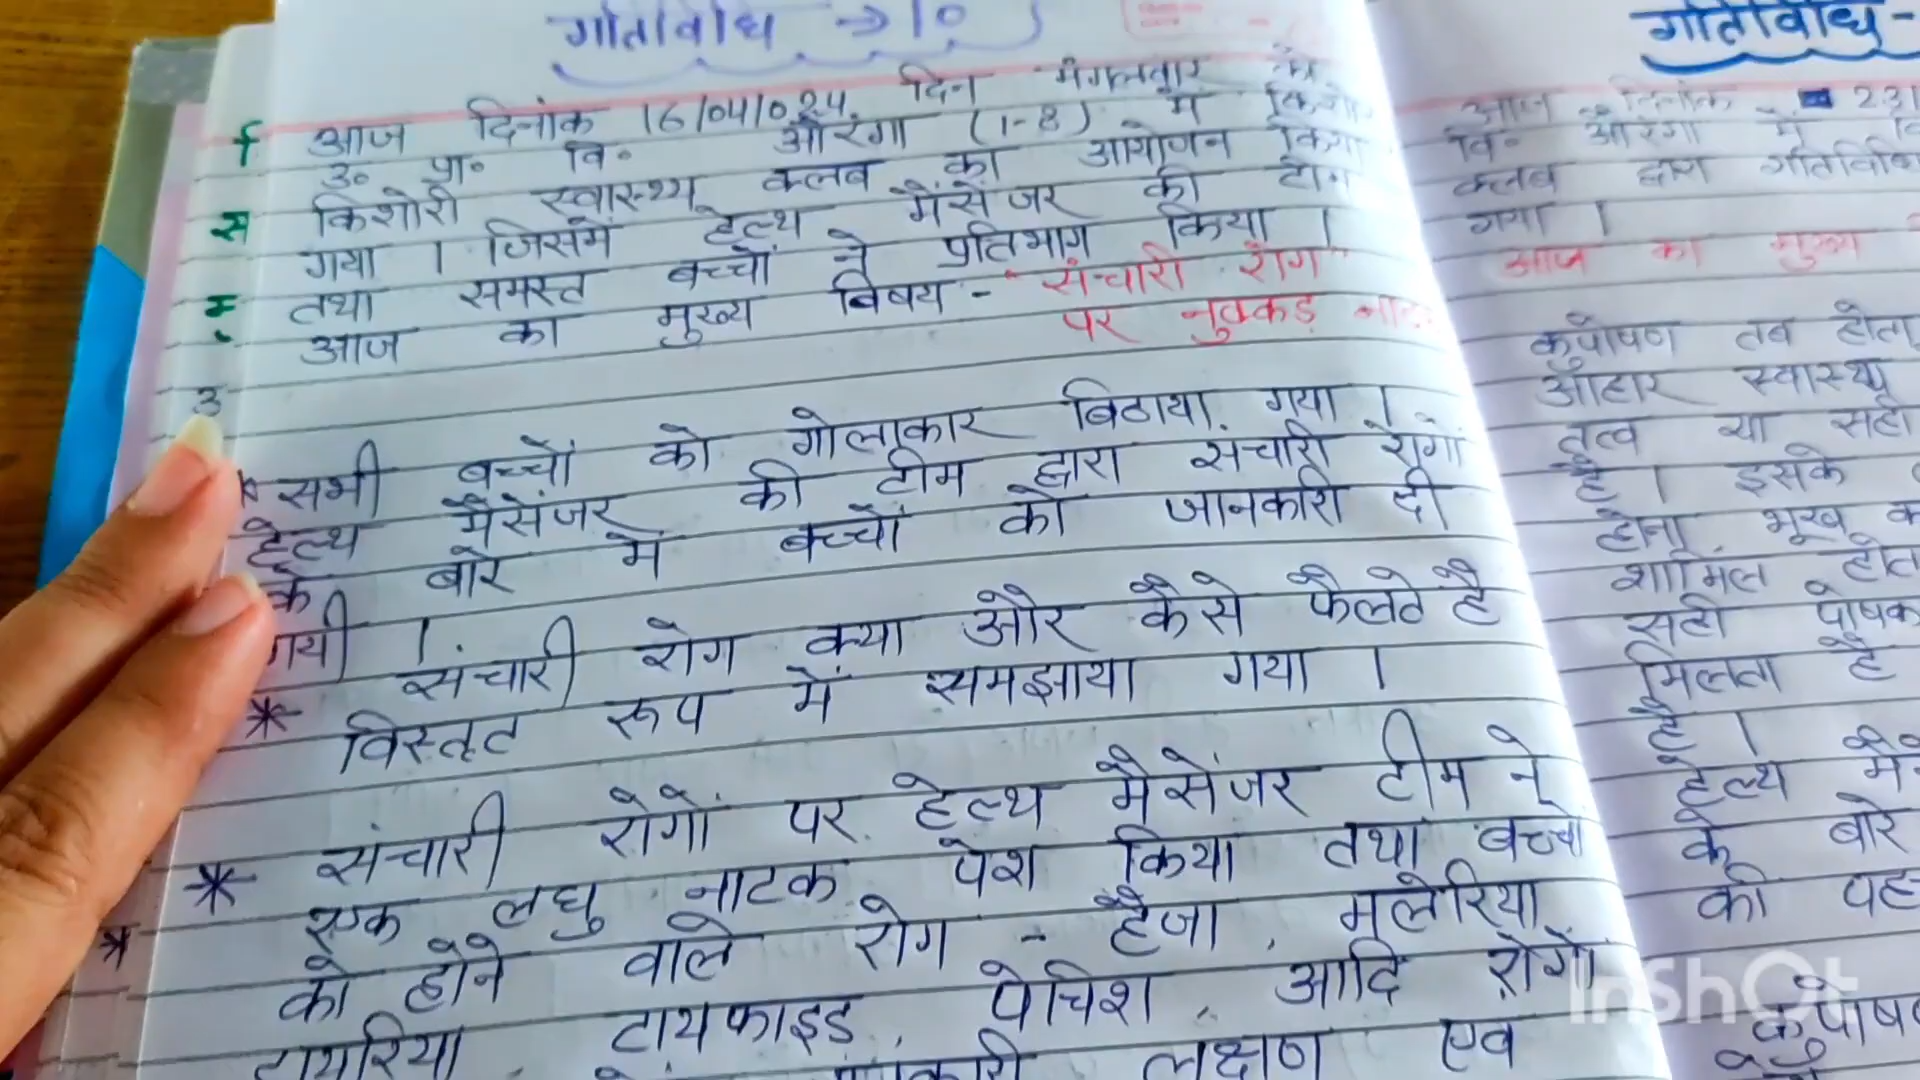 गतिविधि → 10
आज दिनांक 16/04/024 दिन मंगलवार को
उ० प्रा० वि० औरंगा (1-8) में
किशोरी स्वास्थ्य क्लब का आयोजन किया
गया । जिसमें हेल्थ मैसेंजर की टीम
तथा समस्त बच्चों ने प्रतिभाग किया ।
आज का मुख्य विषय - संचारी रोग
पर नुक्कड़
* सभी बच्चों को गोलाकार बिठाया गया ।
हेल्थ मैसेंजर की टीम द्वारा संचारी रोगों
के बारे में बच्चों को जानकारी दी
गयी ।
* संचारी रोग क्या और कैसे फैलते है
विस्तृत रूप में समझाया गया ।
* संचारी रोगों पर हेल्थ मैसेंजर टीम ने
एक लघु नाटक पेश किया तथा बच्चो
को होने वाले रोग - हैजा, मलेरिया
डायरिया, टायफाइड, पेचिश, आदि रोगों
लक्षण एवं
गतिविधि -
आज दिनांक 23/
वि० औरंगा में
क्लब द्वारा गतिविधि
गया ।
आज का मुख्य
कुपोषण तब होता
आहार स्वास्थ्य
तत्व या सही
है । इसके
होना, भूख
शामिल होत
सही पोषक
मिलता है
है ।
हेल्थ मै
के बारे
की पह
कुपोषण
InShOt